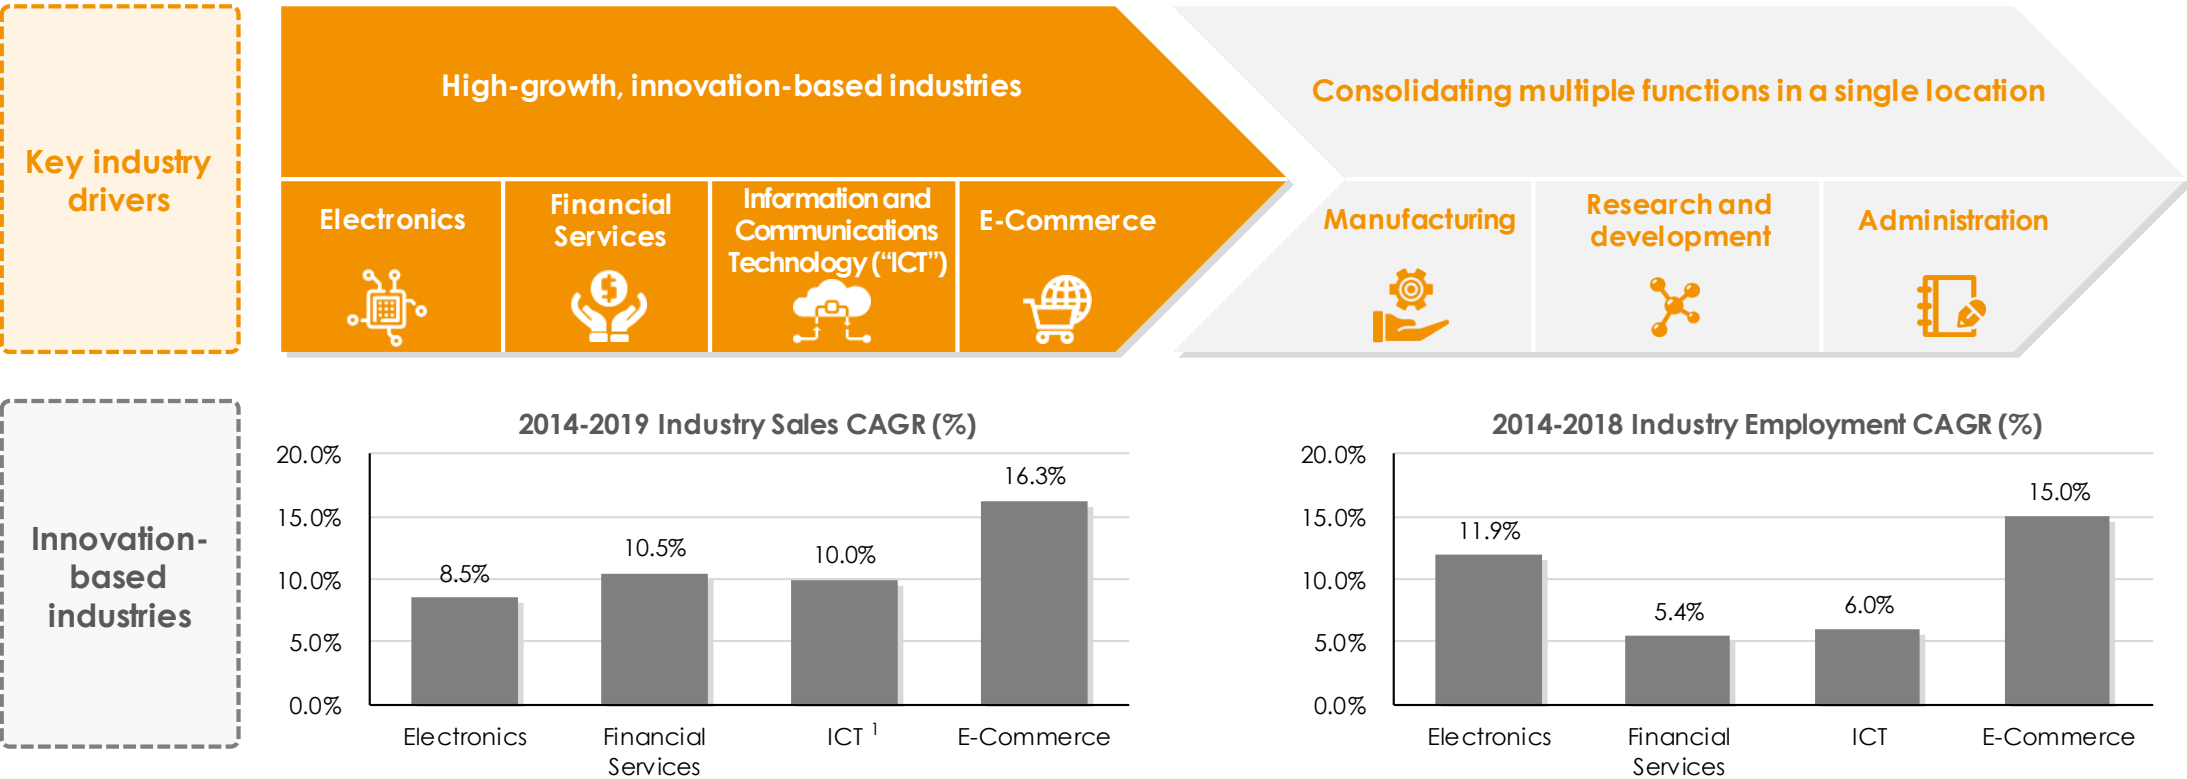 Key industry
drivers
High-growth, innovation-based industries
Electronics
Financial
Services
Information and
Communications
Technology (“ICT”)
E-Commerce
Consolidating multiple functions in a single location
Manufacturing
Research and
development
Administration
Innovation-
based
industries
2014-2019 Industry Sales CAGR (%)
20.0%
15.0%
10.0%
5.0%
0.0%
8.5%
10.5%
10.0%
16.3%
Electronics
Financial
Services
ICT 1
E-Commerce
2014-2018 Industry Employment CAGR (%)
20.0%
15.0%
10.0%
5.0%
0.0%
11.9%
5.4%
6.0%
15.0%
Electronics
Financial
Services
ICT
E-Commerce